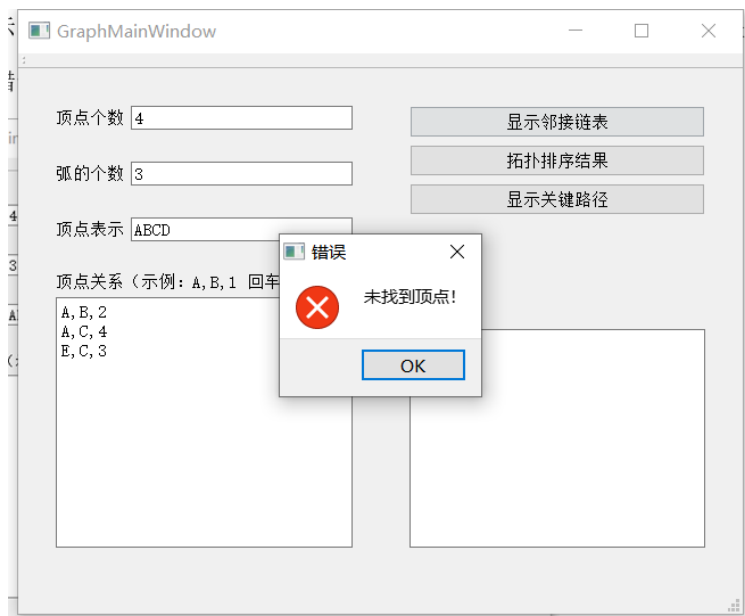 GraphMainWindow
顶点个数 4
弧的个数 3
顶点表示 ABCD
顶点关系（示例：A,B,1 回车
A,B,2
A,C,4
E,C,3
显示邻接链表
拓扑排序结果
显示关键路径
错误
未找到顶点！
OK